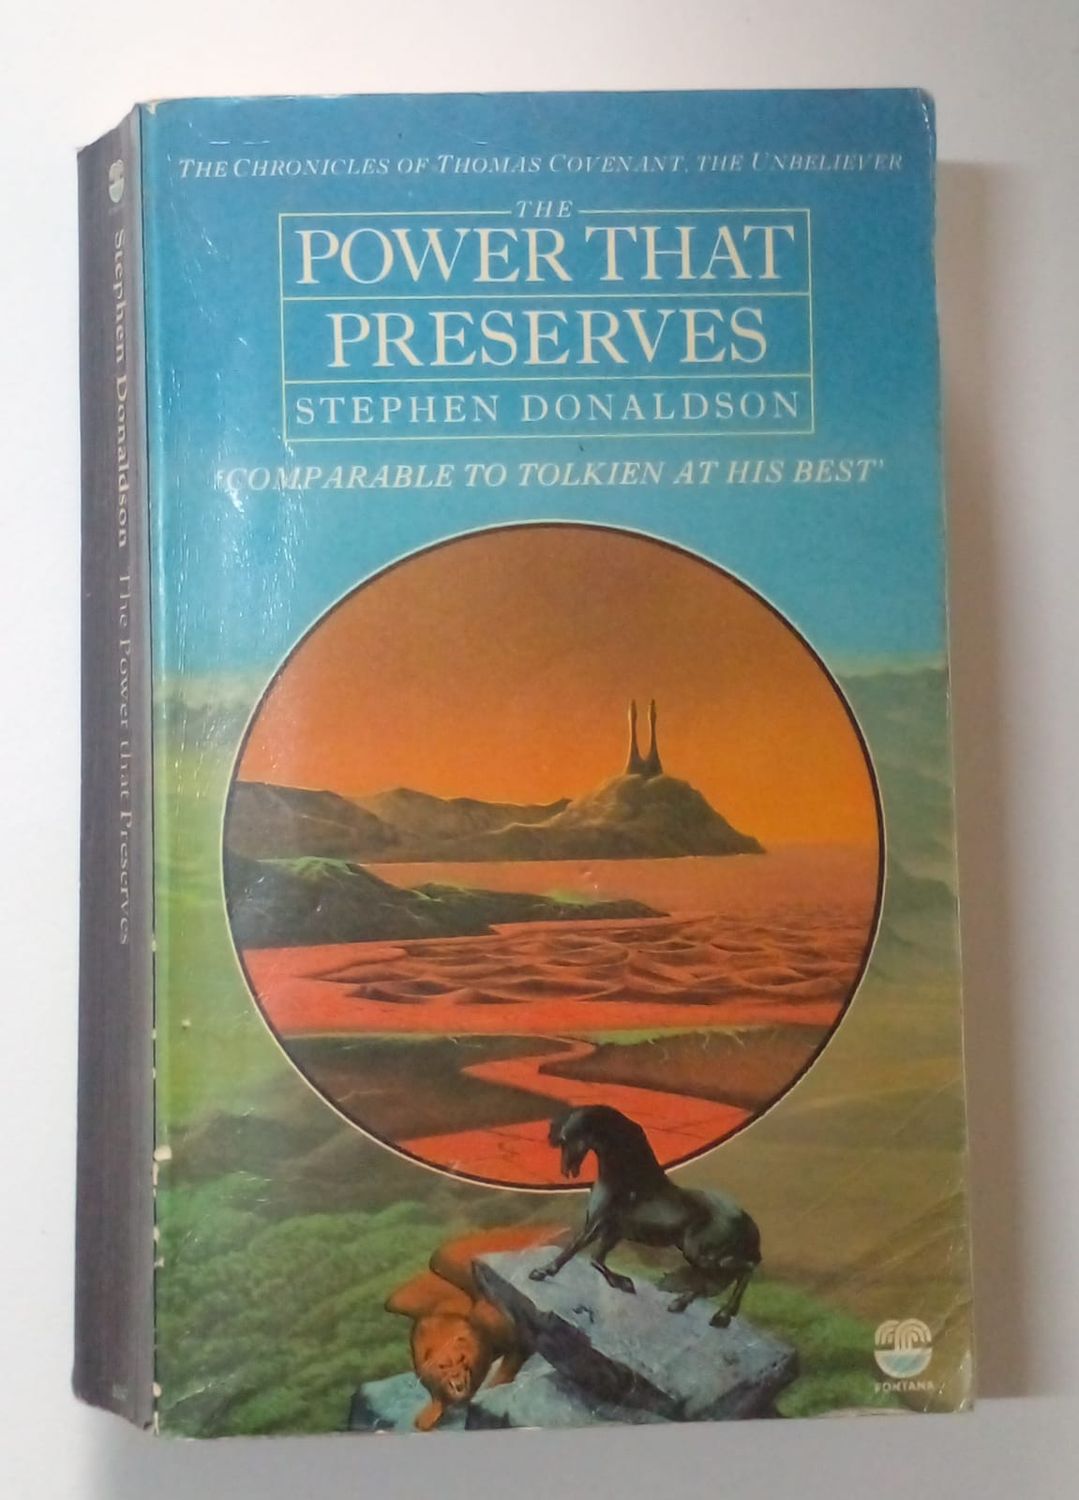 THE CHRONICLES OF THOMAS COVENANT, THE UNBELIEVER
THE
POWER THAT
PRESERVES
STEPHEN DONALDSON
'COMPARABLE TO TOLKIEN AT HIS BEST'
FONTANA
Stephen Donaldson The Power that Preserves